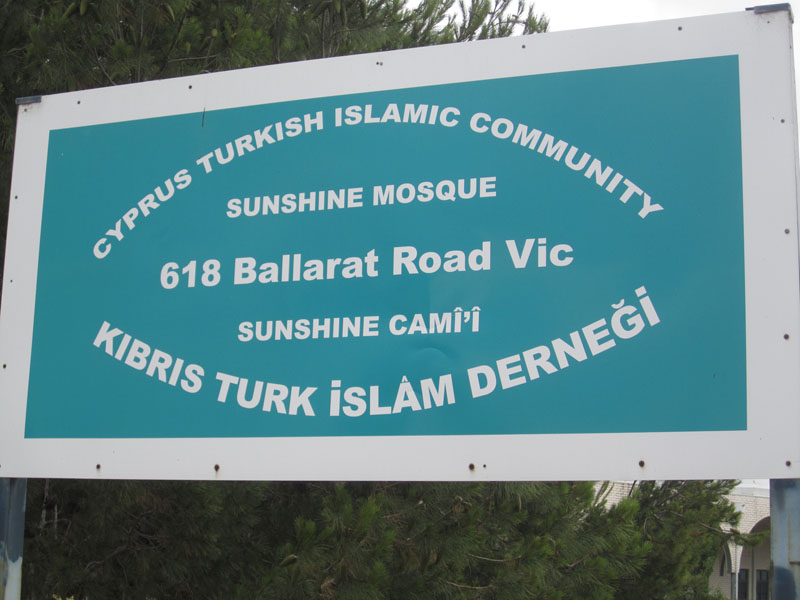 CYPRUS TURKISH ISLAMIC COMMUNITY
SUNSHINE MOSQUE
618 Ballarat Road Vic
SUNSHINE CAMÎ'Î
KIBRIS TURK İSLÂM DERNEĞİ